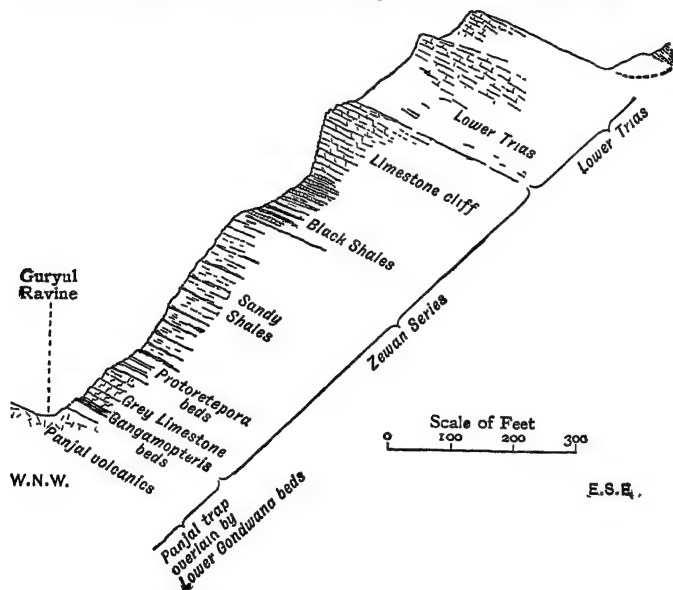 Lower Trias
Lower Trias
Limestone cliff
Black Shales
Guryul
Ravine
Sandy
Shales
Zewan Series
Protoretepora
beds
Grey Limestone
Gangamopteris
beds
Panjal volcanics
Scale of Feet
0 100 200 300
W.N.W.
E.S.E.
Panjal trap
overlain by
Lower Gondwana beds